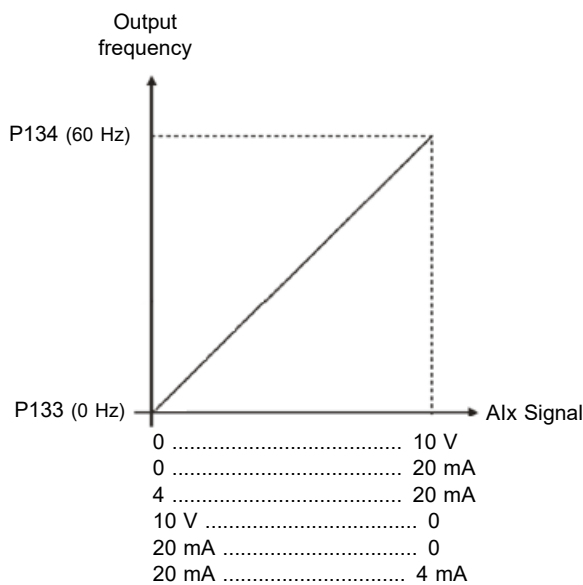 Output
frequency
P134 (60 Hz)
P133 (0 Hz)
AIx Signal
0 ....................................... 10 V
0 ....................................... 20 mA
4 ....................................... 20 mA
10 V .................................... 0
20 mA .................................. 0
20 mA ................................ 4 mA